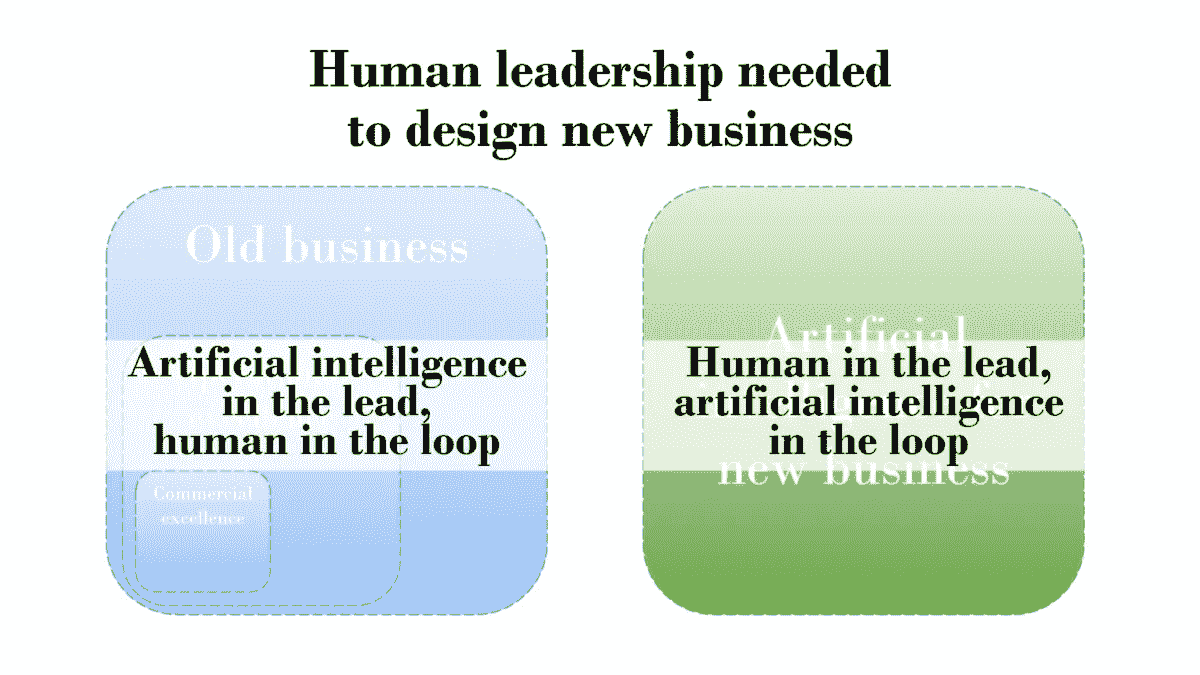 Human leadership needed
to design new business
Old business
Artificial intelligence
in the lead,
human in the loop
Commercial
excellence
Artificial
Human in the lead,
artificial intelligence
in the loop
new business